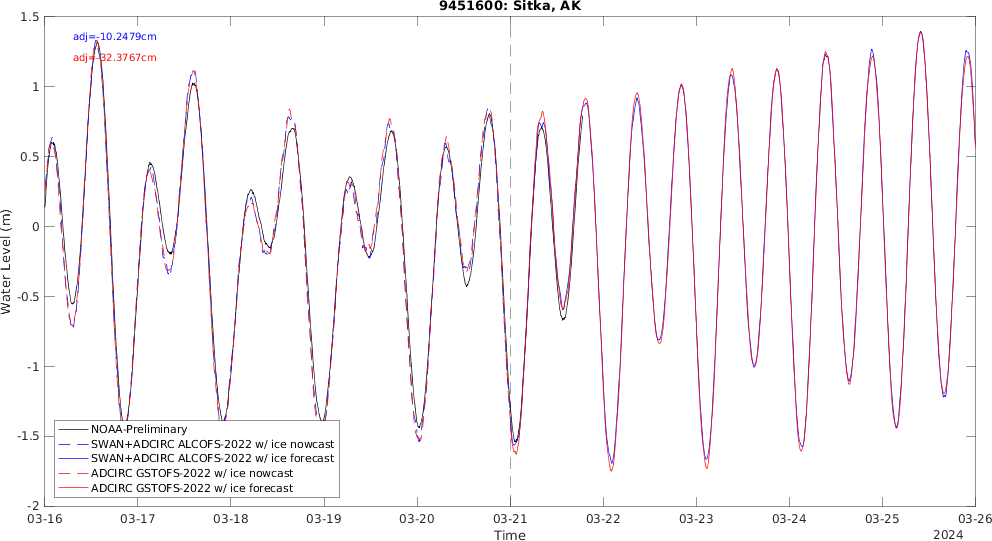 9451600: Sitka, AK
adj=-10.2479cm
adj=-32.3767cm
Water Level (m)
1.5
1
0.5
0
-0.5
-1
-1.5
-2
NOAA-Preliminary
SWAN+ADCIRC ALCOFS-2022 w/ ice nowcast
SWAN+ADCIRC ALCOFS-2022 w/ ice forecast
ADCIRC GSTOFS-2022 w/ ice nowcast
ADCIRC GSTOFS-2022 w/ ice forecast
03-16 03-17 03-18 03-19 03-20 03-21 03-22 03-23 03-24 03-25 03-26
Time
2024